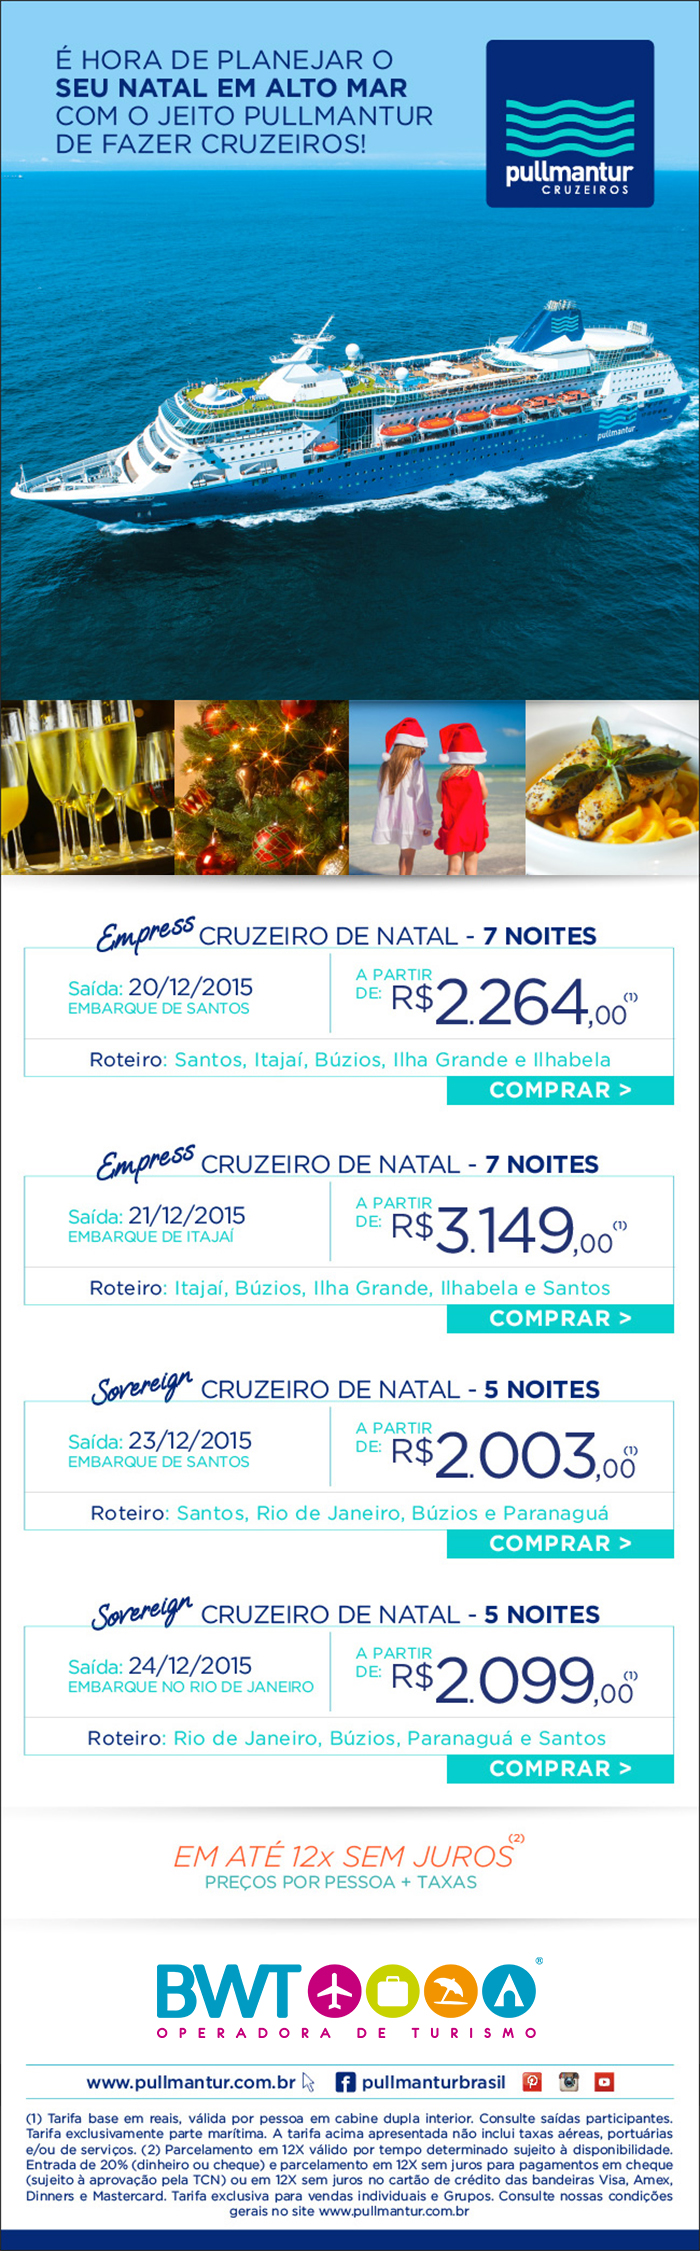 É HORA DE PLANEJAR O
SEU NATAL EM ALTO MAR
COM O JEITO PULLMANTUR
DE FAZER CRUZEIROS!
pullmantur
CRUZEIROS
pullmantur
Empress CRUZEIRO DE NATAL - 7 NOITES
Saída: 20/12/2015
EMBARQUE DE SANTOS
A PARTIR
DE: R$2.264,00(1)
Roteiro: Santos, Itajaí, Búzios, Ilha Grande e Ilhabela
COMPRAR >
Empress CRUZEIRO DE NATAL - 7 NOITES
Saída: 21/12/2015
EMBARQUE DE ITAJAÍ
A PARTIR
DE: R$3.149,00(1)
Roteiro: Itajaí, Búzios, Ilha Grande, Ilhabela e Santos
COMPRAR >
Sovereign CRUZEIRO DE NATAL - 5 NOITES
Saída: 23/12/2015
EMBARQUE DE SANTOS
A PARTIR
DE: R$2.003,00(1)
Roteiro: Santos, Rio de Janeiro, Búzios e Paranaguá
COMPRAR >
Sovereign CRUZEIRO DE NATAL - 5 NOITES
Saída: 24/12/2015
EMBARQUE NO RIO DE JANEIRO
A PARTIR
DE: R$2.099,00(1)
Roteiro: Rio de Janeiro, Búzios, Paranaguá e Santos
COMPRAR >
EM ATÉ 12x SEM JUROS(2)
PREÇOS POR PESSOA + TAXAS
BWT®
OPERADORA DE TURISMO
www.pullmantur.com.br pullmanturbrasil
(1) Tarifa base em reais, válida por pessoa em cabine dupla interior. Consulte saídas participantes.
Tarifa exclusivamente parte marítima. A tarifa acima apresentada não inclui taxas aéreas, portuárias
e/ou de serviços. (2) Parcelamento em 12X válido por tempo determinado sujeito à disponibilidade.
Entrada de 20% (dinheiro ou cheque) e parcelamento em 12X sem juros para pagamentos em cheque
(sujeito à aprovação pela TCN) ou em 12X sem juros no cartão de crédito das bandeiras Visa, Amex,
Dinners e Mastercard. Tarifa exclusiva para vendas individuais e Grupos. Consulte nossas condições
gerais no site www.pullmantur.com.br